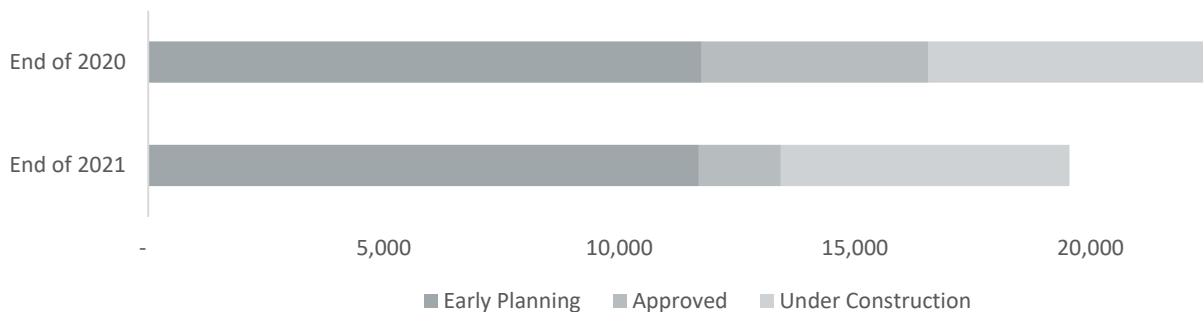 End of 2020
End of 2021
- 5,000 10,000 15,000 20,000
Early Planning Approved Under Construction